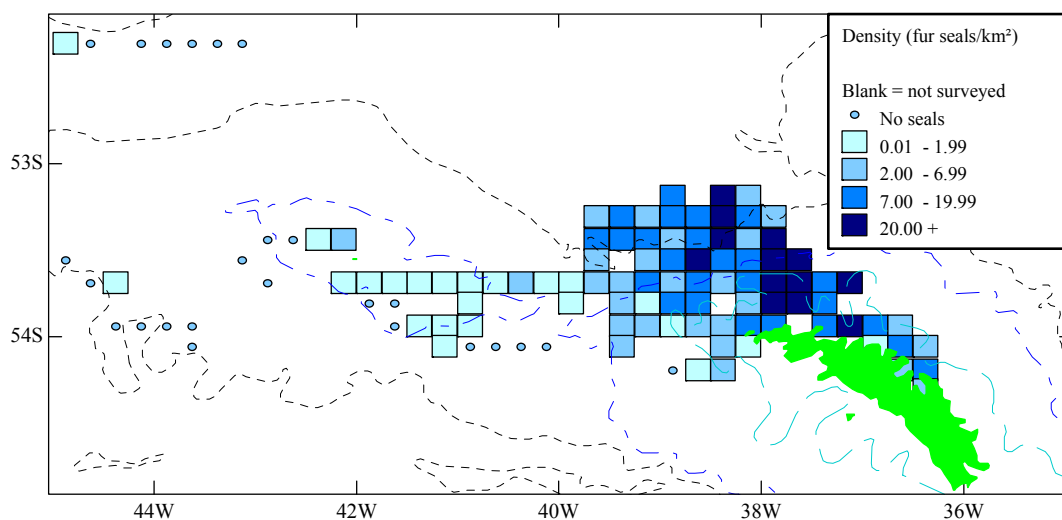 Density (fur seals/km²)
Blank = not surveyed
No seals
0.01 - 1.99
2.00 - 6.99
7.00 - 19.99
20.00 +
53S
54S
44W
42W
40W
38W
36W